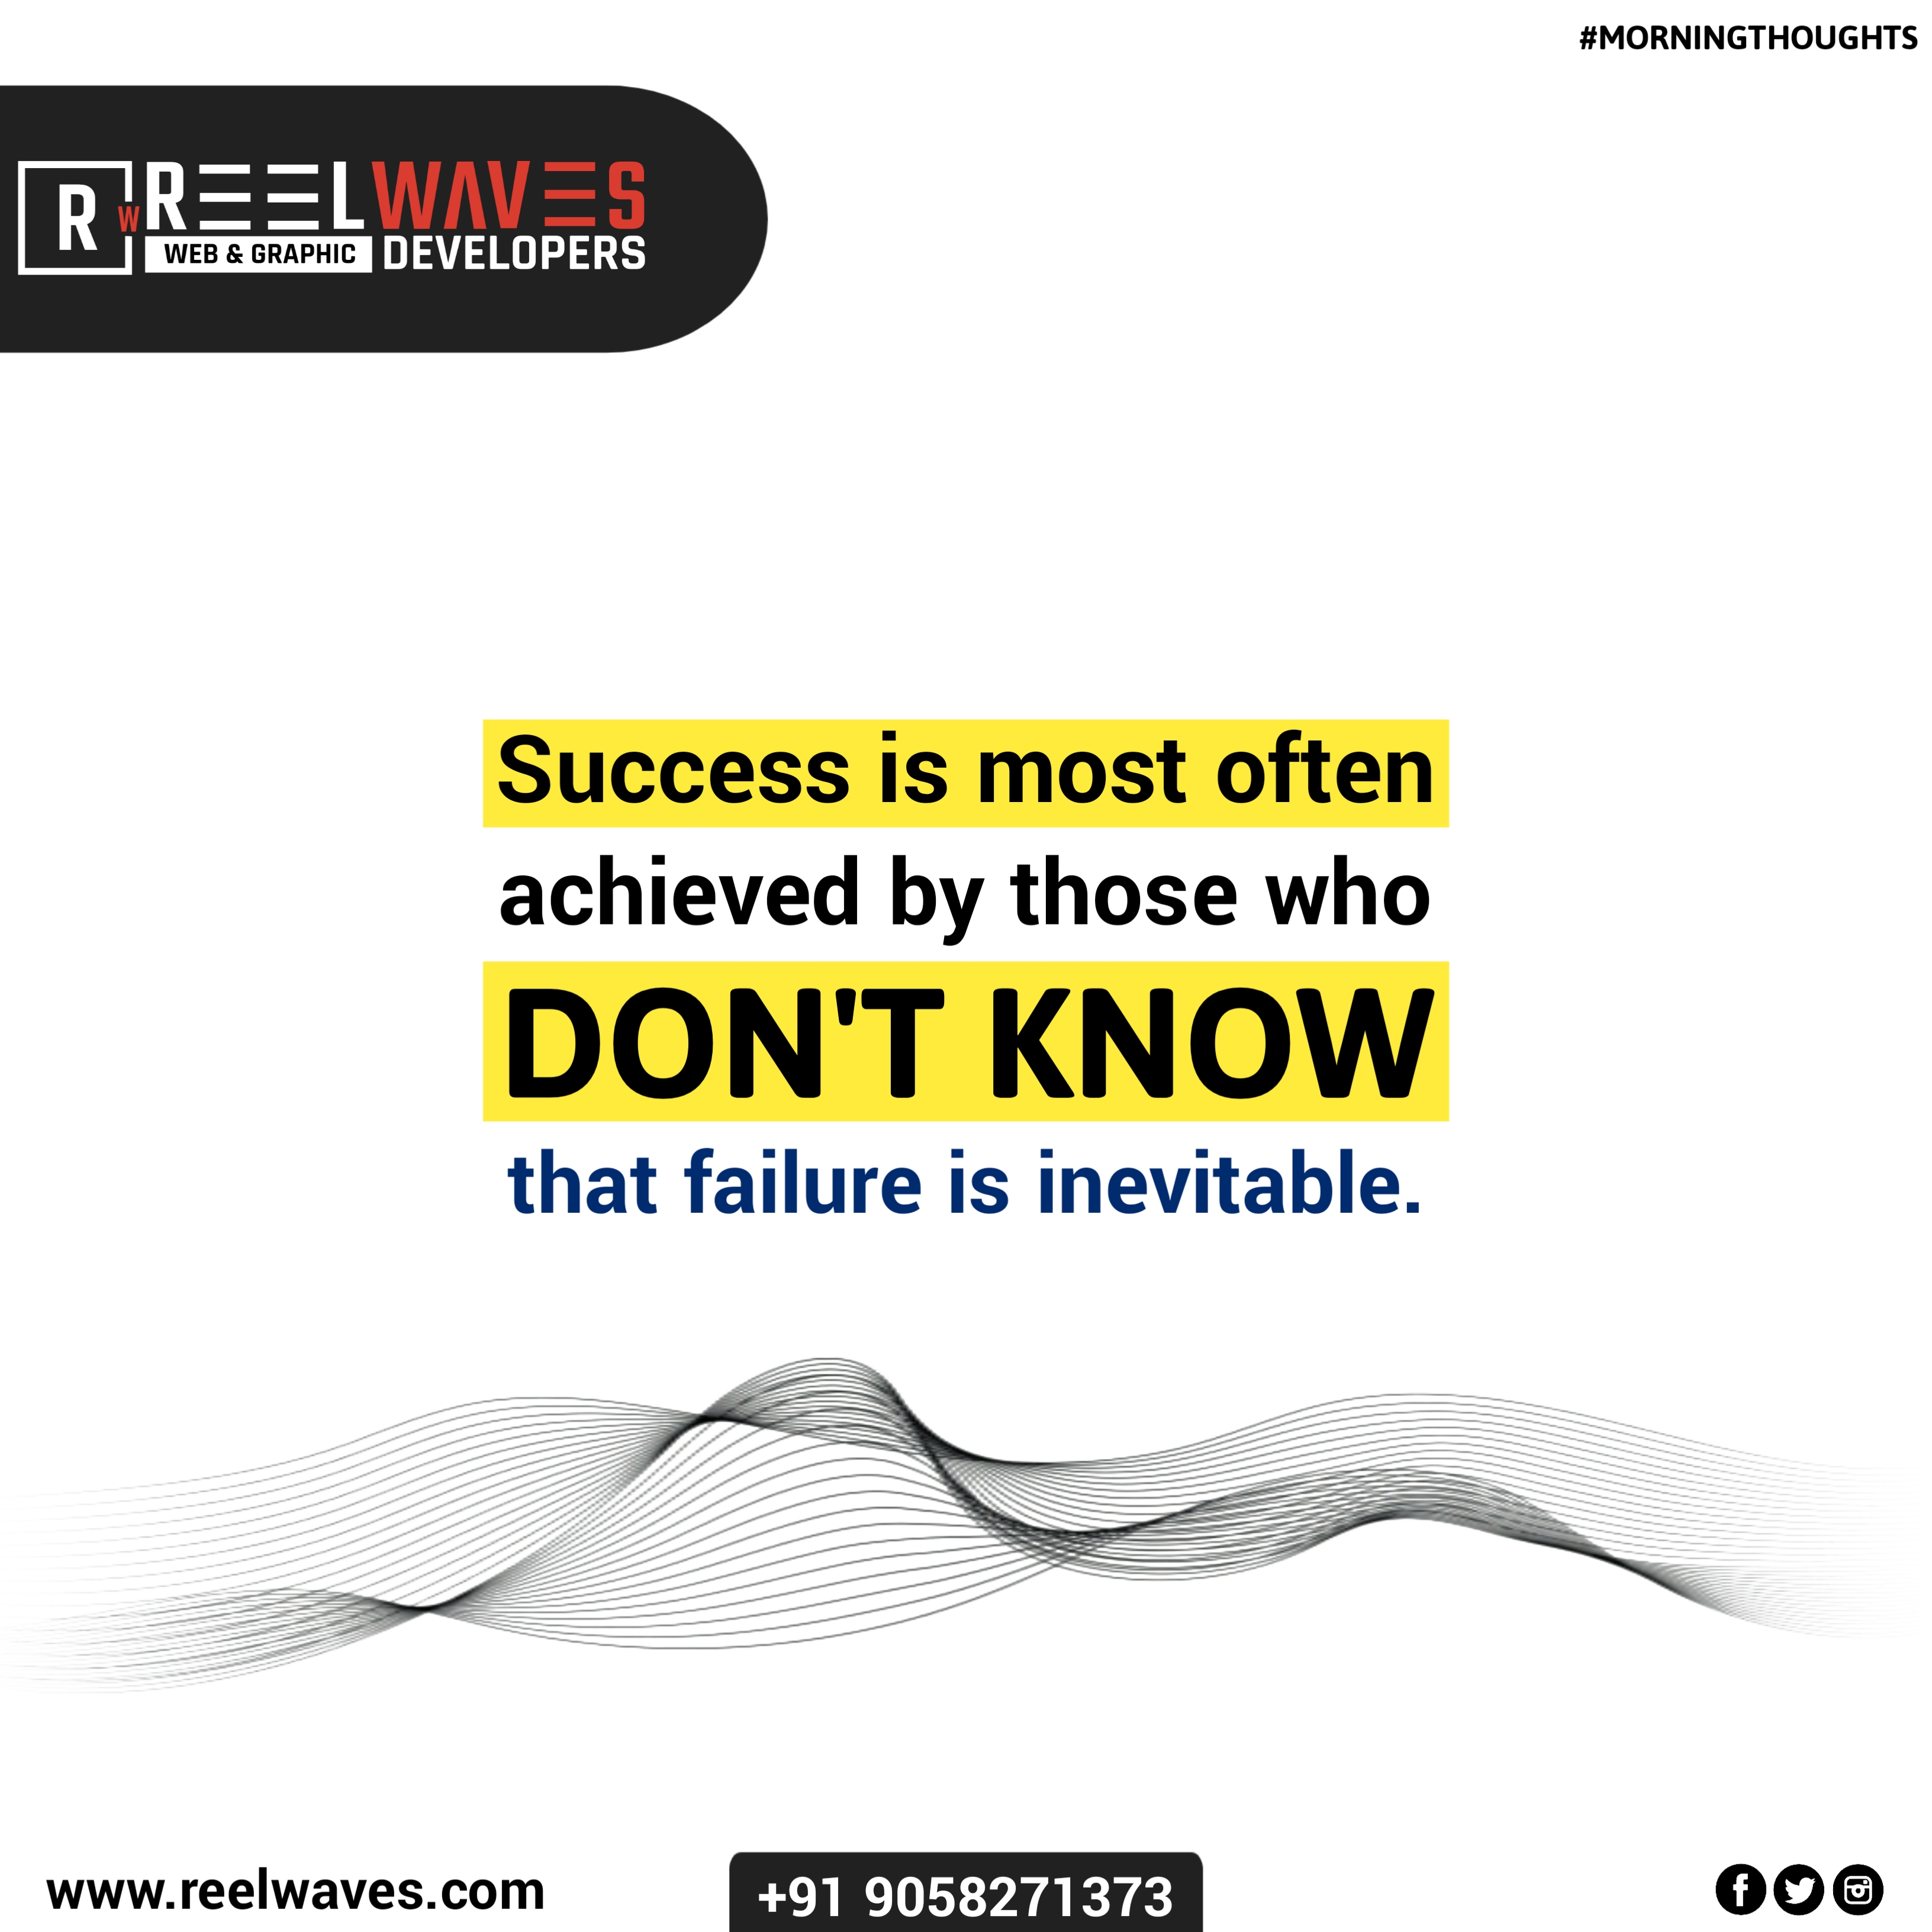 #MORNINGTHOUGHTS
R W REELWAVES
WEB & GRAPHIC DEVELOPERS
Success is most often
achieved by those who
DON'T KNOW
that failure is inevitable.
www.reelwaves.com
+91 9058271373